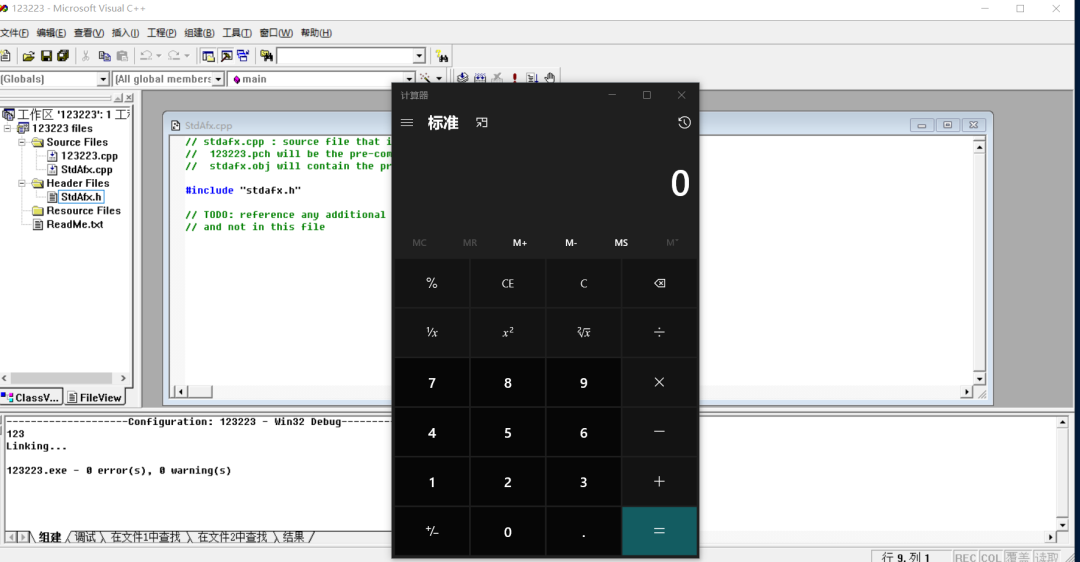 123223 - Microsoft Visual C++
文件(F) 编辑(E) 查看(V) 插入(I) 工程(P) 组建(B) 工具(T) 窗口(W) 帮助(H)
(Globals) (All global members main
工作区 '123223': 1 工
123223 files
Source Files
123223.cpp
StdAfx.cpp
Header Files
StdAfx.h
Resource Files
ReadMe.txt
ClassV... FileView
StdAfx.cpp
// stdafx.cpp : source file that i
// 123223.pch will be the pre-com
// stdafx.obj will contain the pr
#include "stdafx.h"
// TODO: reference any additional
// and not in this file
计算器
标准
0
MC MR M+ M- MS M˅
% CE C
⅟x x² ²√x ÷
7 8 9 ×
4 5 6 −
1 2 3 +
+/− 0 . =
--------------------Configuration: 123223 - Win32 Debug--------
123
Linking...
123223.exe - 0 error(s), 0 warning(s)
组建 调试 在文件1中查找 在文件2中查找 结果
行 9, 列 1 REC COL 覆盖 读取